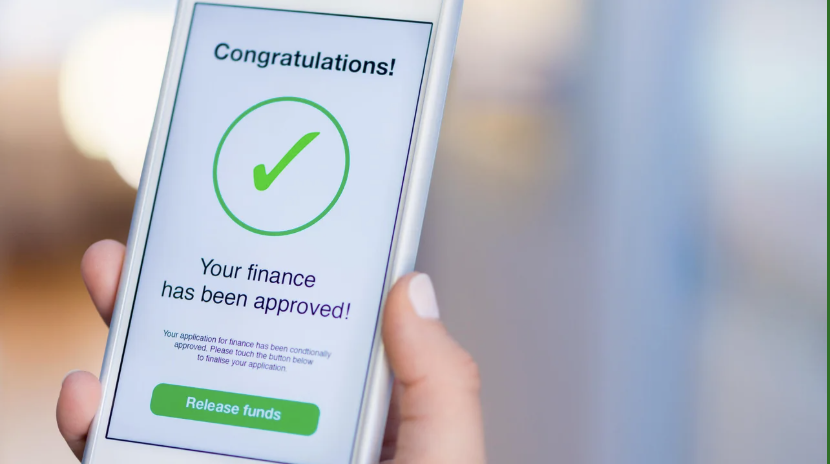 Congratulations!
Your finance
has been approved!
Your application for finance has been condtionally
approved. Please touch the button below
to finalise your application.
Release funds